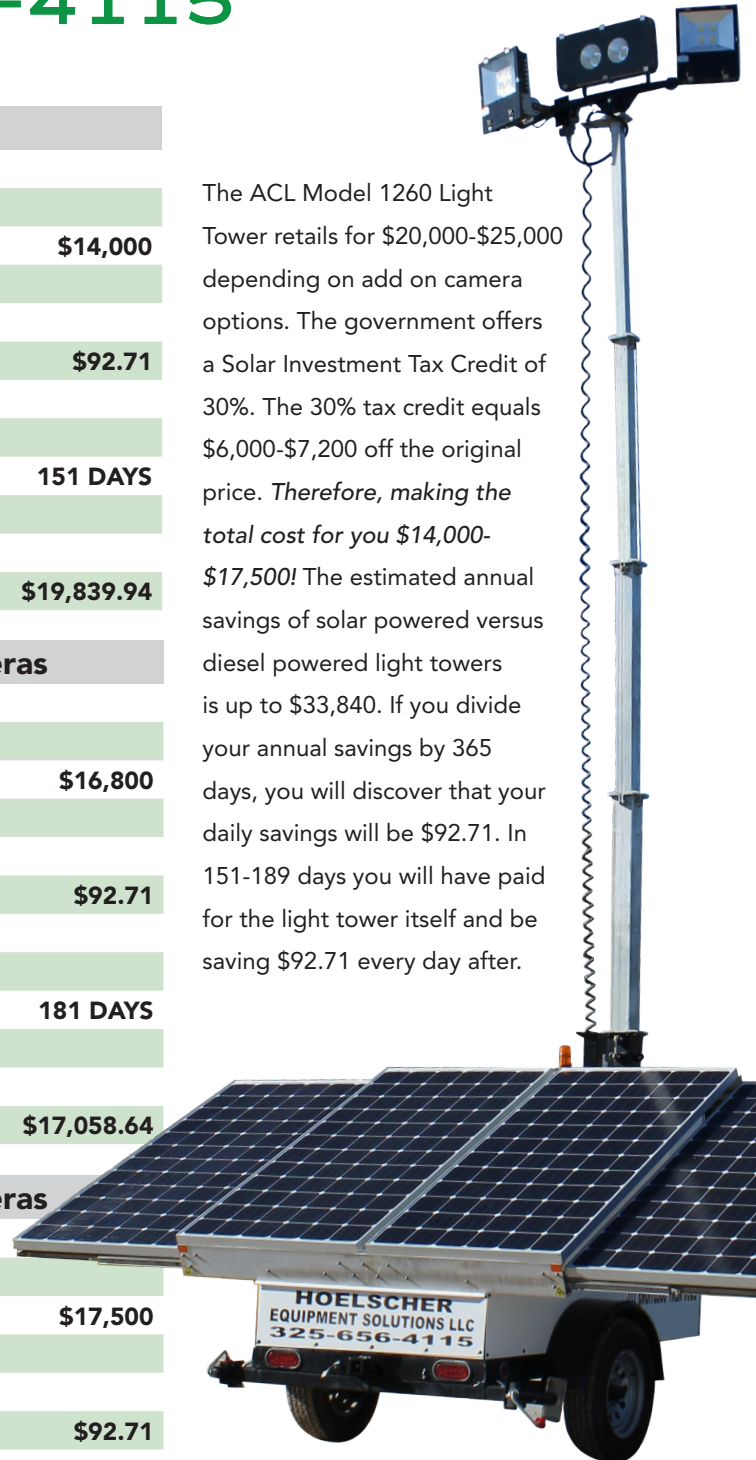 -4115
$14,000
$92.71
151 DAYS
$19,839.94
eras
$16,800
$92.71
181 DAYS
$17,058.64
eras
$17,500
$92.71
The ACL Model 1260 Light
Tower retails for $20,000-$25,000
depending on add on camera
options. The government offers
a Solar Investment Tax Credit of
30%. The 30% tax credit equals
$6,000-$7,200 off the original
price. Therefore, making the
total cost for you $14,000-
$17,500! The estimated annual
savings of solar powered versus
diesel powered light towers
is up to $33,840. If you divide
your annual savings by 365
days, you will discover that your
daily savings will be $92.71. In
151-189 days you will have paid
for the light tower itself and be
saving $92.71 every day after.
HOELSCHER
EQUIPMENT SOLUTIONS LLC
325-656-4115